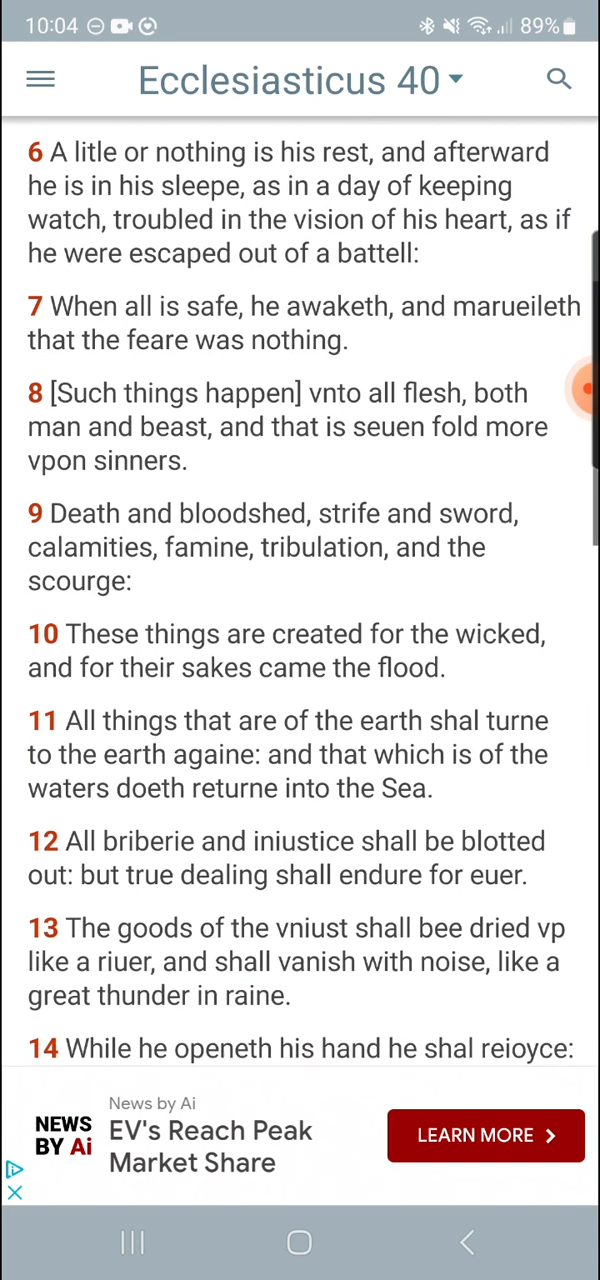 10:04
89%
Ecclesiasticus 40
6 A litle or nothing is his rest, and afterward
he is in his sleepe, as in a day of keeping
watch, troubled in the vision of his heart, as if
he were escaped out of a battell:
7 When all is safe, he awaketh, and marueileth
that the feare was nothing.
8 [Such things happen] vnto all flesh, both
man and beast, and that is seuen fold more
vpon sinners.
9 Death and bloodshed, strife and sword,
calamities, famine, tribulation, and the
scourge:
10 These things are created for the wicked,
and for their sakes came the flood.
11 All things that are of the earth shal turne
to the earth againe: and that which is of the
waters doeth returne into the Sea.
12 All briberie and iniustice shall be blotted
out: but true dealing shall endure for euer.
13 The goods of the vniust shall bee dried vp
like a riuer, and shall vanish with noise, like a
great thunder in raine.
14 While he openeth his hand he shal reioyce:
NEWS
BY Ai
News by Ai
EV's Reach Peak
Market Share
LEARN MORE